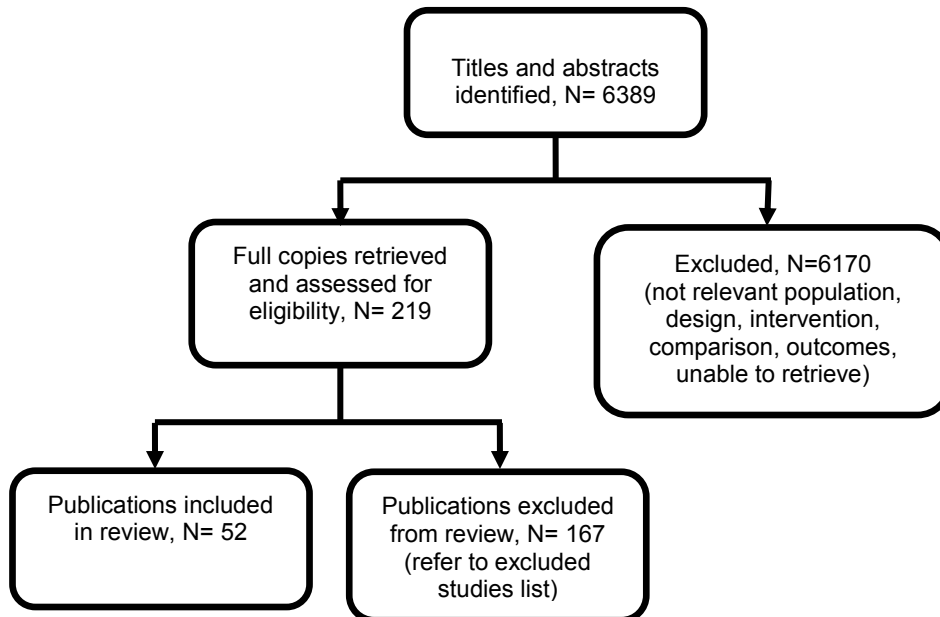 Titles and abstracts
identified, N= 6389
Full copies retrieved
and assessed for
eligibility, N= 219
Excluded, N=6170
(not relevant population,
design, intervention,
comparison, outcomes,
unable to retrieve)
Publications included
in review, N= 52
Publications excluded
from review, N= 167
(refer to excluded
studies list)